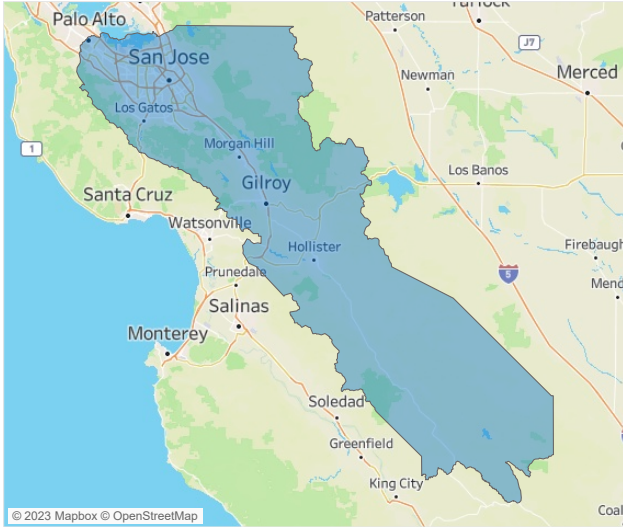 Patterson
Turlock
Palo Alto
J7
San Jose
Newman
Merced
Los Gatos
1
Morgan Hill
Los Banos
Gilroy
Santa Cruz
Watsonville
Hollister
Firebaugh
5
Prunedale
Mend
Salinas
Monterey
Soledad
Greenfield
King City
Coal
© 2023 Mapbox © OpenStreetMap